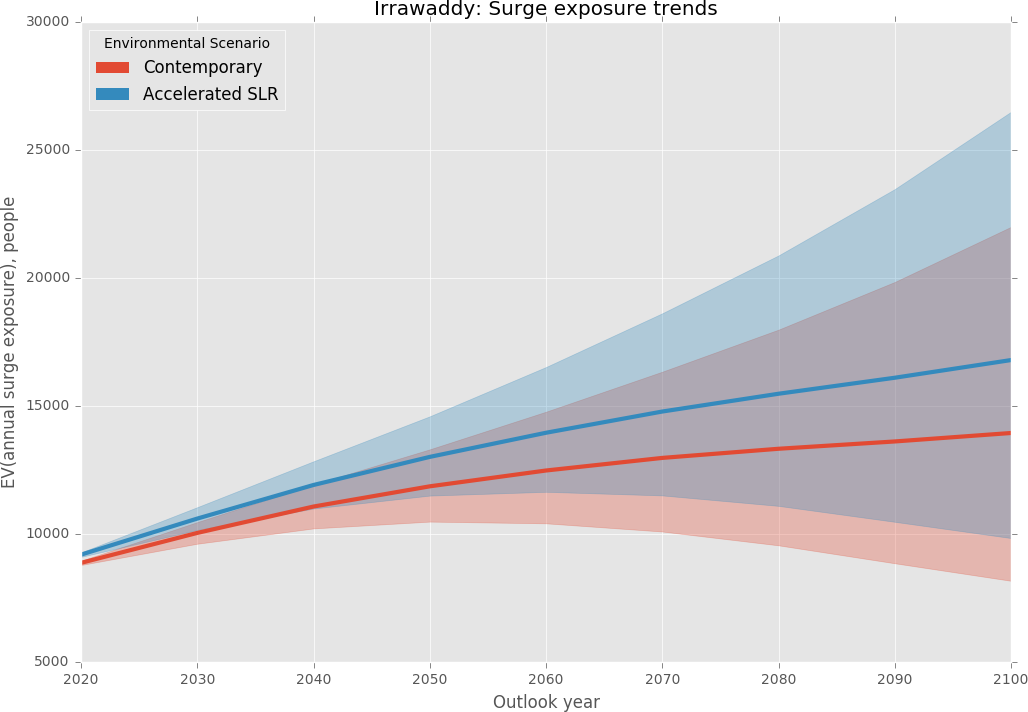 Irrawaddy: Surge exposure trends
Environmental Scenario
Contemporary
Accelerated SLR
EV(annual surge exposure), people
30000
25000
20000
15000
10000
5000
2020 2030 2040 2050 2060 2070 2080 2090 2100
Outlook year